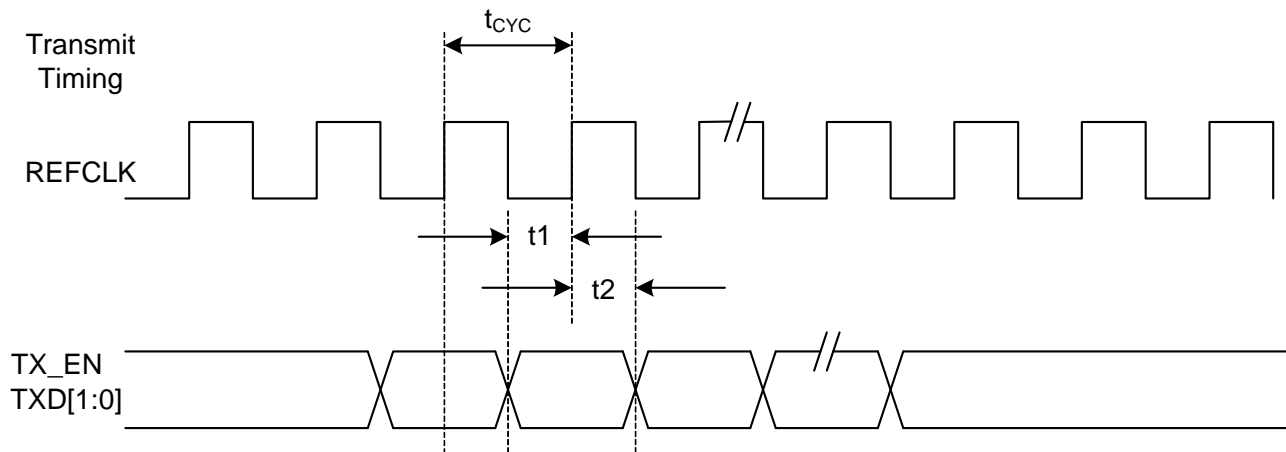 Transmit
Timing
tCYC
REFCLK
t1
t2
TX_EN
TXD[1:0]